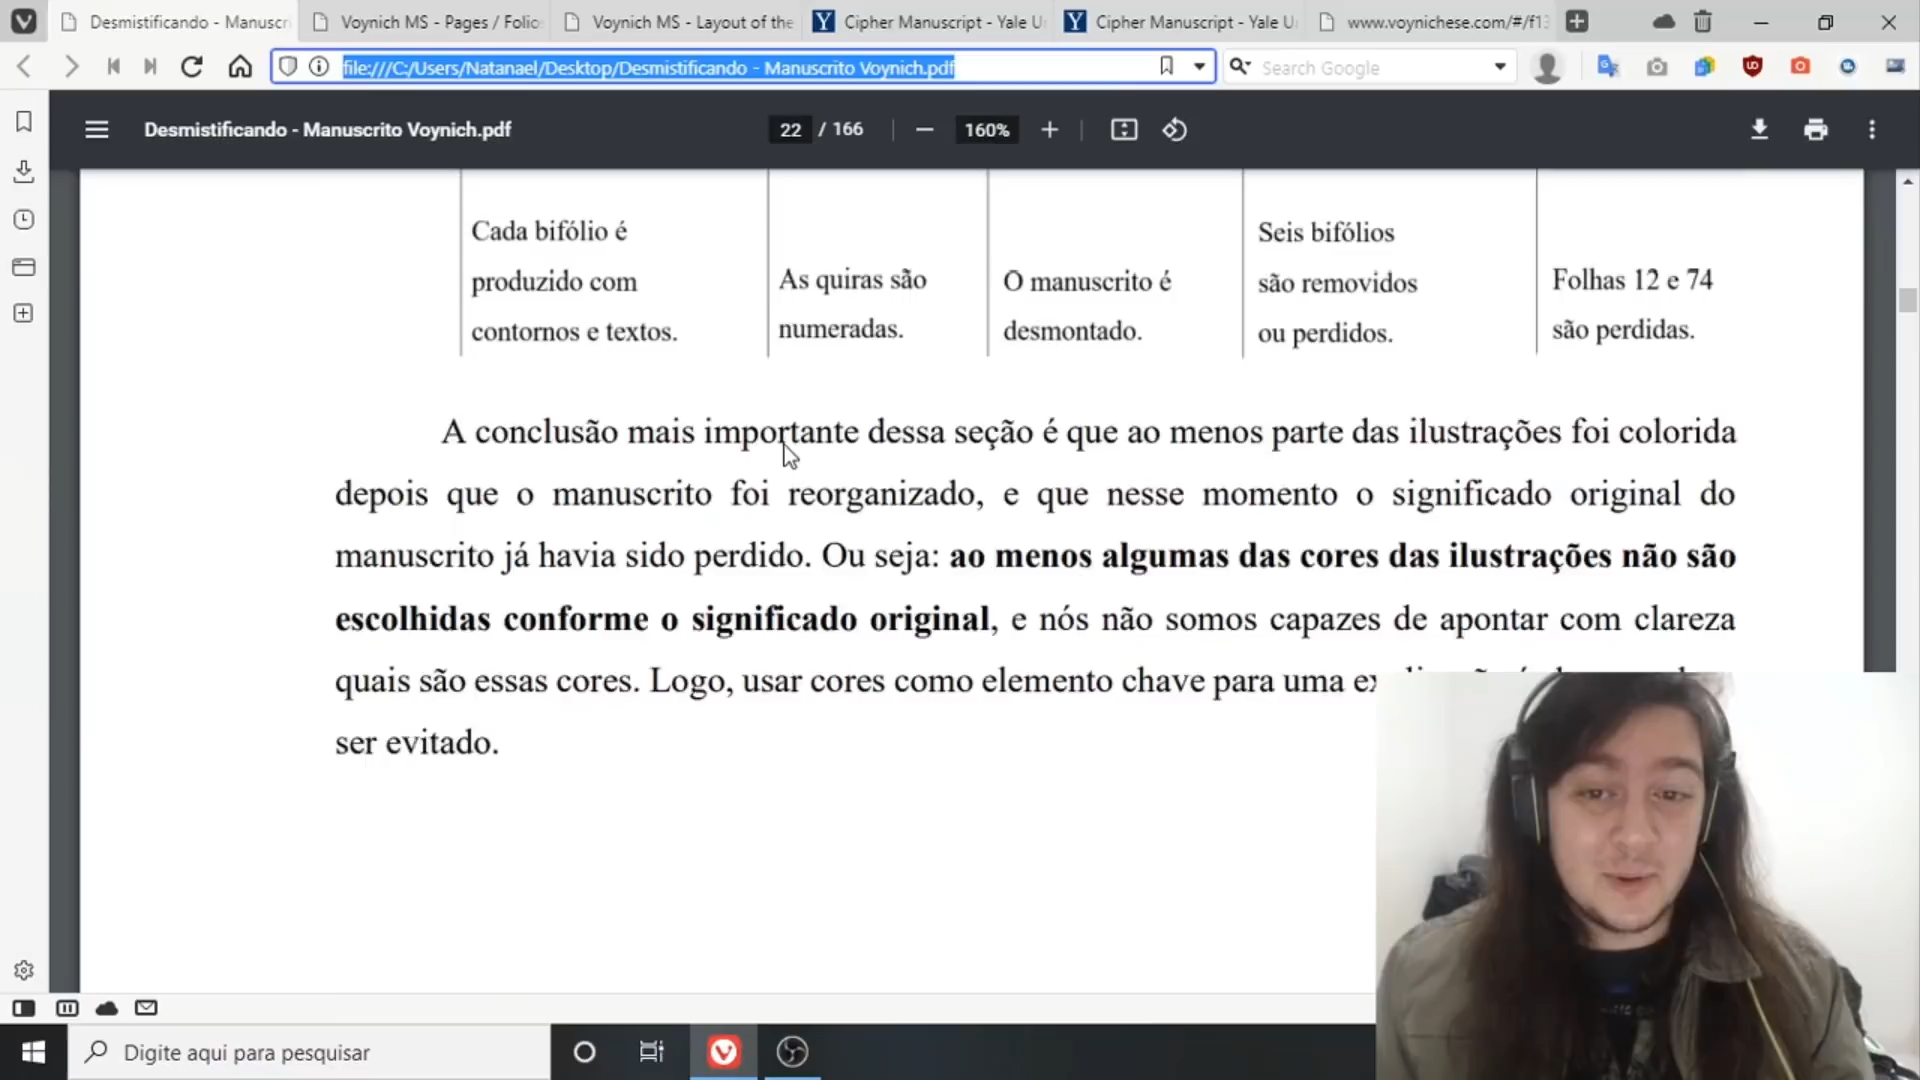 Desmistificando - Manuscri
Voynich MS - Pages / Folio
Voynich MS - Layout of the
Cipher Manuscript - Yale U
Cipher Manuscript - Yale U
www.voynichese.com/#/f13
file:///C:/Users/Natanael/Desktop/Desmistificando - Manuscrito Voynich.pdf
Search Google
Desmistificando - Manuscrito Voynich.pdf
22 / 166
160%
Cada bifólio é
produzido com
contornos e textos.
As quiras são
numeradas.
O manuscrito é
desmontado.
Seis bifólios
são removidos
ou perdidos.
Folhas 12 e 74
são perdidas.
A conclusão mais importante dessa seção é que ao menos parte das ilustrações foi colorida
depois que o manuscrito foi reorganizado, e que nesse momento o significado original do
manuscrito já havia sido perdido. Ou seja: ao menos algumas das cores das ilustrações não são
escolhidas conforme o significado original, e nós não somos capazes de apontar com clareza
quais são essas cores. Logo, usar cores como elemento chave para uma
ser evitado.
Digite aqui para pesquisar